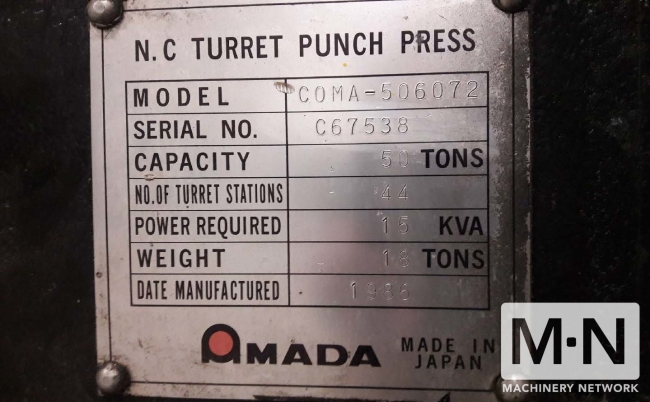 N.C TURRET PUNCH PRESS
MODEL COMA-506072
SERIAL NO. C67538
CAPACITY 50 TONS
NO. OF TURRET STATIONS 44
POWER REQUIRED 15 KVA
WEIGHT TONS
DATE MANUFACTURED
AMADA MADE IN
JAPAN
M·N
MACHINERY NETWORK